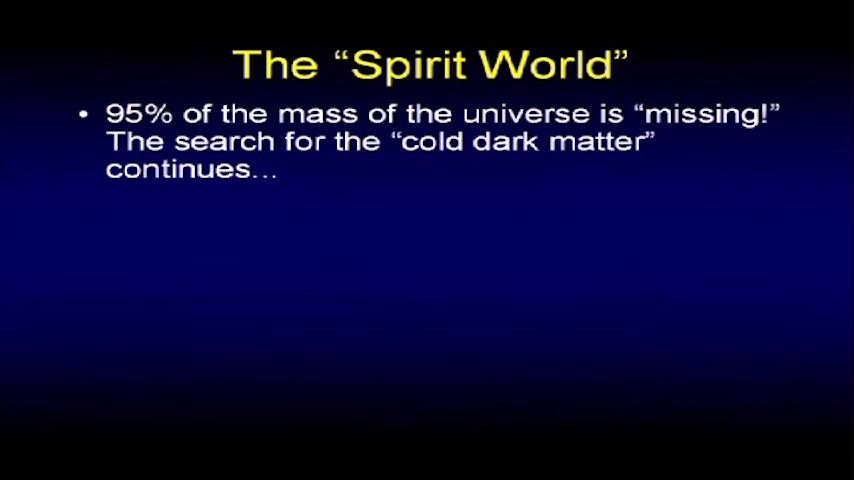 The “Spirit World”
• 95% of the mass of the universe is “missing!”
The search for the “cold dark matter”
continues...